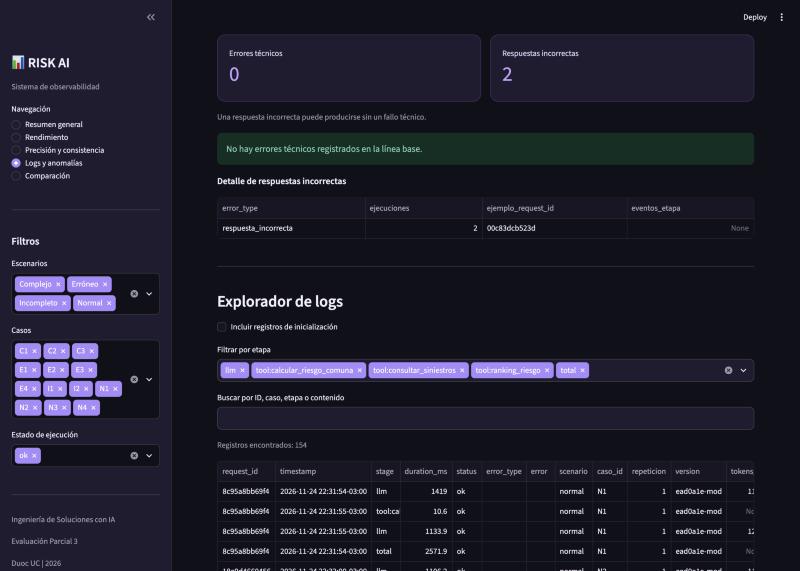 Deploy
RISK AI
Sistema de observabilidad
Navegación
Resumen general
Rendimiento
Precisión y consistencia
Logs y anomalías
Comparación
Filtros
Escenarios
Complejo × Erróneo ×
Incompleto × Normal ×
Casos
C1 × C2 × C3 ×
E1 × E2 × E3 ×
E4 × I1 × I2 × N1 ×
N2 × N3 × N4 ×
Estado de ejecución
ok ×
Ingeniería de Soluciones con IA
Evaluación Parcial 3
Duoc UC | 2026
Errores técnicos
0
Respuestas incorrectas
2
Una respuesta incorrecta puede producirse sin un fallo técnico.
No hay errores técnicos registrados en la línea base.
Detalle de respuestas incorrectas
error_type ejecuciones ejemplo_request_id eventos_etapa
respuesta_incorrecta 2 00c83dcb523d None
Explorador de logs
Incluir registros de inicialización
Filtrar por etapa
llm × tool:calcular_riesgo_comuna × tool:consultar_siniestros × tool:ranking_riesgo × total ×
Buscar por ID, caso, etapa o contenido
Registros encontrados: 154
request_id timestamp stage duration_ms status error_type error scenario caso_id repeticion version tokens_
8c95a8bb69f4 2026-11-24 22:31:54-03:00 llm 1419 ok normal N1 1 ead0a1e-mod 11
8c95a8bb69f4 2026-11-24 22:31:55-03:00 tool:cal 10.6 ok normal N1 1 ead0a1e-mod No
8c95a8bb69f4 2026-11-24 22:31:55-03:00 llm 1133.9 ok normal N1 1 ead0a1e-mod 12
8c95a8bb69f4 2026-11-24 22:31:54-03:00 total 2571.9 ok normal N1 1 ead0a1e-mod No